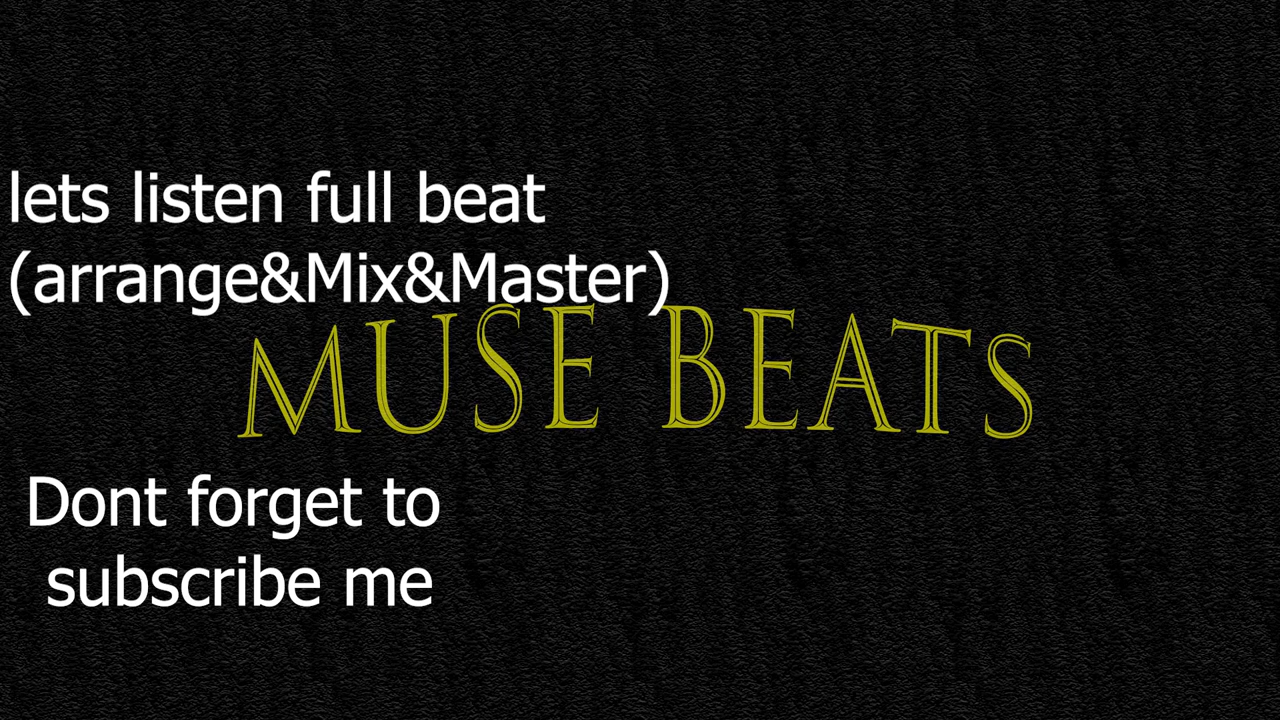 lets listen full beat
(arrange&Mix&Master)
MUSE BEATS
Dont forget to
subscribe me